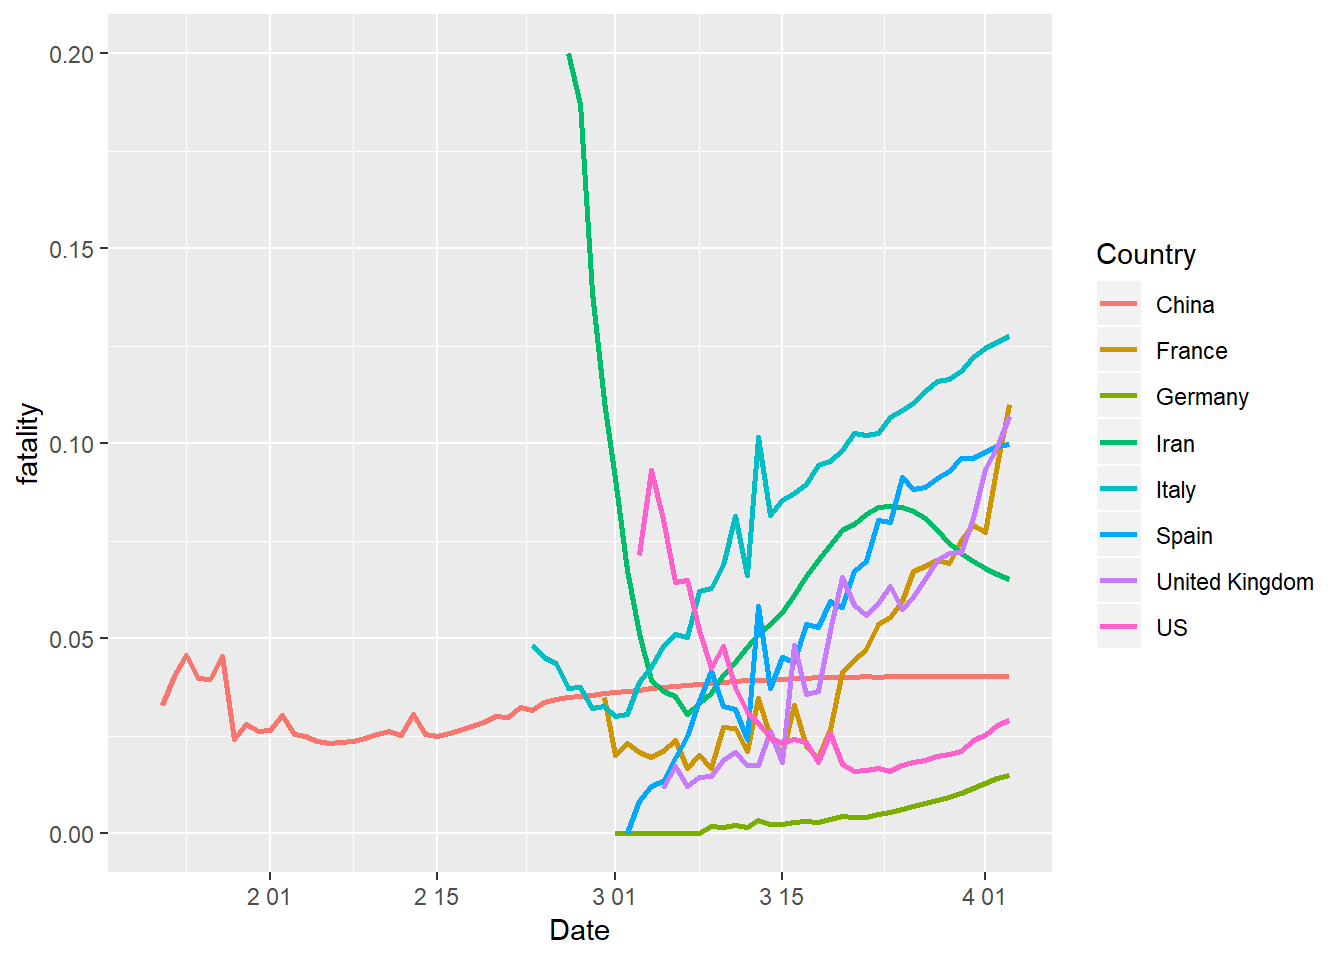 0.20
0.15
0.10
0.05
0.00
fatality
2 01
2 15
3 01
3 15
4 01
Date
Country
China
France
Germany
Iran
Italy
Spain
United Kingdom
US